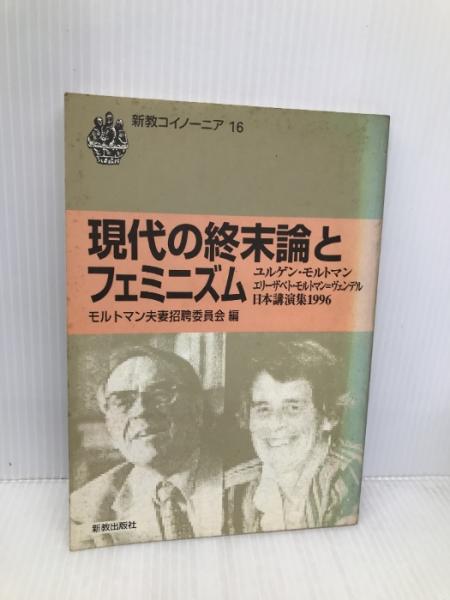 新教コイノーニア 16
現代の終末論と
フェミニズム
ユルゲン・モルトマン
エリーザベト・モルトマン=ヴェンデル
日本講演集1996
モルトマン夫妻招聘委員会 編
新教出版社